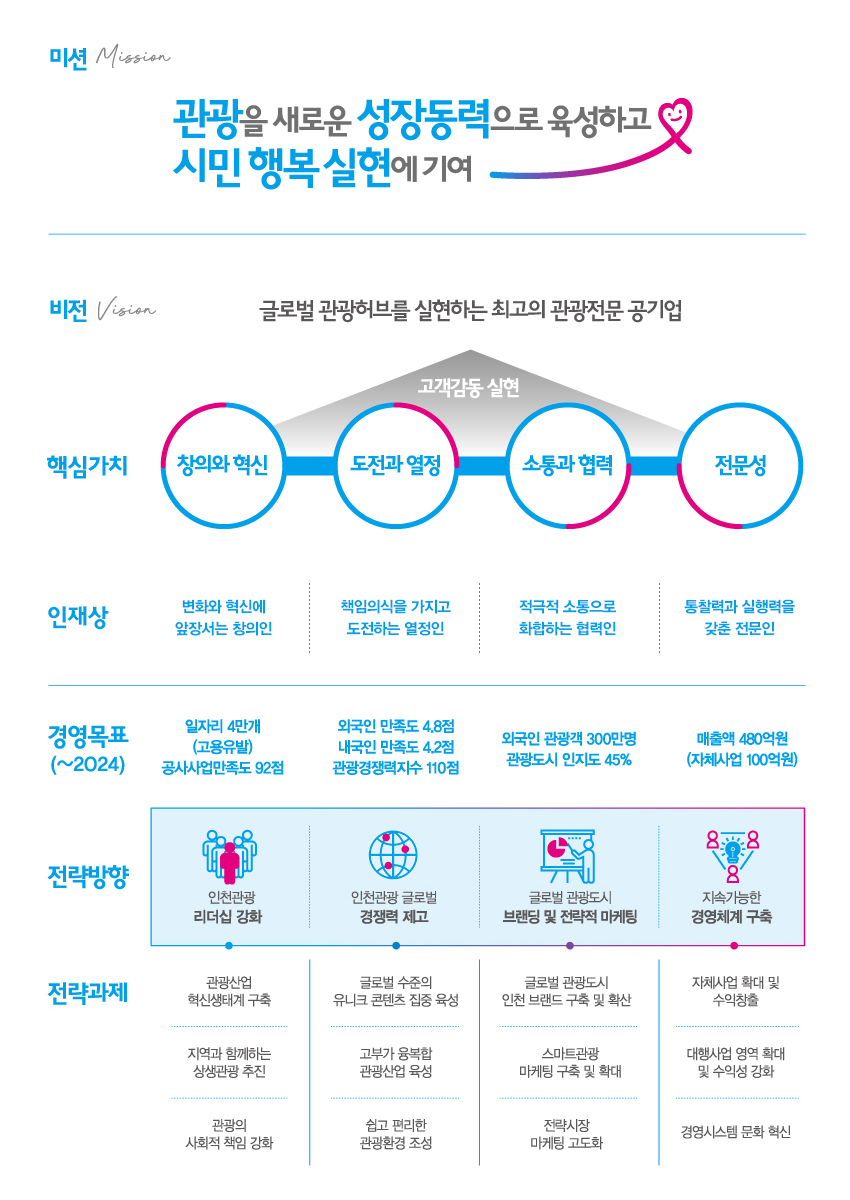 미션 Mission
관광을 새로운 성장동력으로 육성하고
시민 행복 실현에 기여
비전 Vision
글로벌 관광허브를 실현하는 최고의 관광전문 공기업
고객감동 실현
핵심가치
창의와 혁신
도전과 열정
소통과 협력
전문성
인재상
변화와 혁신에
앞장서는 창의인
책임의식을 가지고
도전하는 열정인
적극적 소통으로
화합하는 협력인
통찰력과 실행력을
갖춘 전문인
경영목표
(~2024)
일자리 4만개
(고용유발)
공사사업만족도 92점
외국인 만족도 4.8점
내국인 만족도 4.2점
관광경쟁력지수 110점
외국인 관광객 300만명
관광도시 인지도 45%
매출액 480억원
(자체사업 100억원)
전략방향
인천관광
리더십 강화
인천관광 글로벌
경쟁력 제고
글로벌 관광도시
브랜딩 및 전략적 마케팅
지속가능한
경영체계 구축
전략과제
관광산업
혁신생태계 구축
글로벌 수준의
유니크 콘텐츠 집중 육성
글로벌 관광도시
인천 브랜드 구축 및 확산
자체사업 확대 및
수익창출
지역과 함께하는
상생관광 추진
고부가 융복합
관광산업 육성
스마트관광
마케팅 구축 및 확대
대행사업 영역 확대
및 수익성 강화
관광의
사회적 책임 강화
쉽고 편리한
관광환경 조성
전략시장
마케팅 고도화
경영시스템 문화 혁신